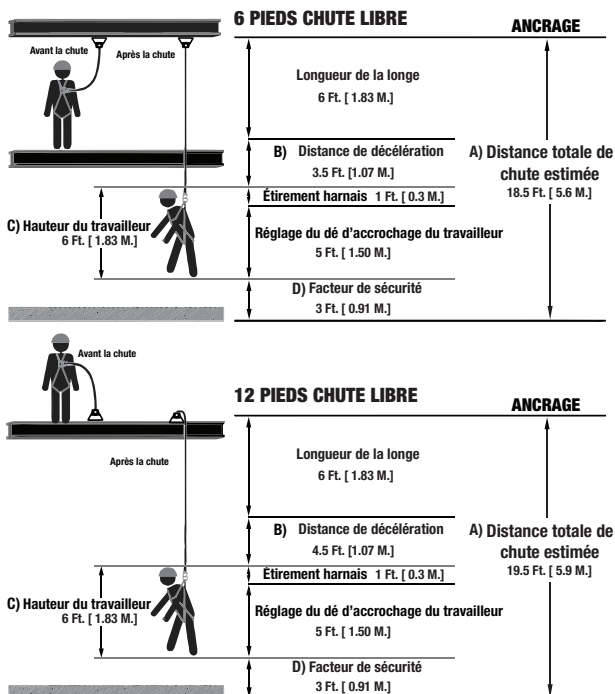 6 PIEDS CHUTE LIBRE
ANCRAGE
Avant la chute
Après la chute
Longueur de la longe
6 Ft. [ 1.83 M.]
B) Distance de décélération
3.5 Ft. [1.07 M.]
A) Distance totale de
chute estimée
18.5 Ft. [ 5.6 M.]
Étirement harnais 1 Ft. [ 0.3 M.]
C) Hauteur du travailleur
6 Ft. [ 1.83 M.]
Réglage du dé d'accrochage du travailleur
5 Ft. [ 1.50 M.]
D) Facteur de sécurité
3 Ft. [ 0.91 M.]
Avant la chute
12 PIEDS CHUTE LIBRE
ANCRAGE
Après la chute
Longueur de la longe
6 Ft. [ 1.83 M.]
B) Distance de décélération
4.5 Ft. [1.07 M.]
A) Distance totale de
chute estimée
19.5 Ft. [ 5.9 M.]
Étirement harnais 1 Ft. [ 0.3 M.]
C) Hauteur du travailleur
6 Ft. [ 1.83 M.]
Réglage du dé d'accrochage du travailleur
5 Ft. [ 1.50 M.]
D) Facteur de sécurité
3 Ft. [ 0.91 M.]